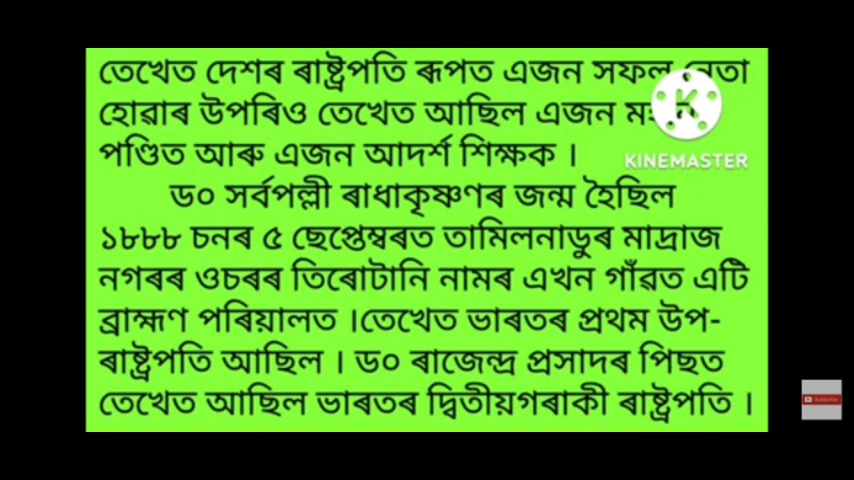 তেখেত দেশৰ ৰাষ্ট্ৰপতি ৰূপত এজন সফল নেতা
হোৱাৰ উপৰিও তেখেত আছিল এজন
পণ্ডিত আৰু এজন আদৰ্শ শিক্ষক ।
KINEMASTER
ড০ সৰ্বপল্লী ৰাধাকৃষ্ণণৰ জন্ম হৈছিল
১৮৮৮ চনৰ ৫ ছেপ্তেম্বৰত তামিলনাডুৰ মাদ্ৰাজ
নগৰৰ ওচৰৰ তিৰোটানি নামৰ এখন গাঁৱত এটি
ব্ৰাহ্মণ পৰিয়ালত ।তেখেত ভাৰতৰ প্ৰথম উপ-
ৰাষ্ট্ৰপতি আছিল । ড০ ৰাজেন্দ্ৰ প্ৰসাদৰ পিছত
তেখেত আছিল ভাৰতৰ দ্বিতীয়গৰাকী ৰাষ্ট্ৰপতি ।
Subscribe